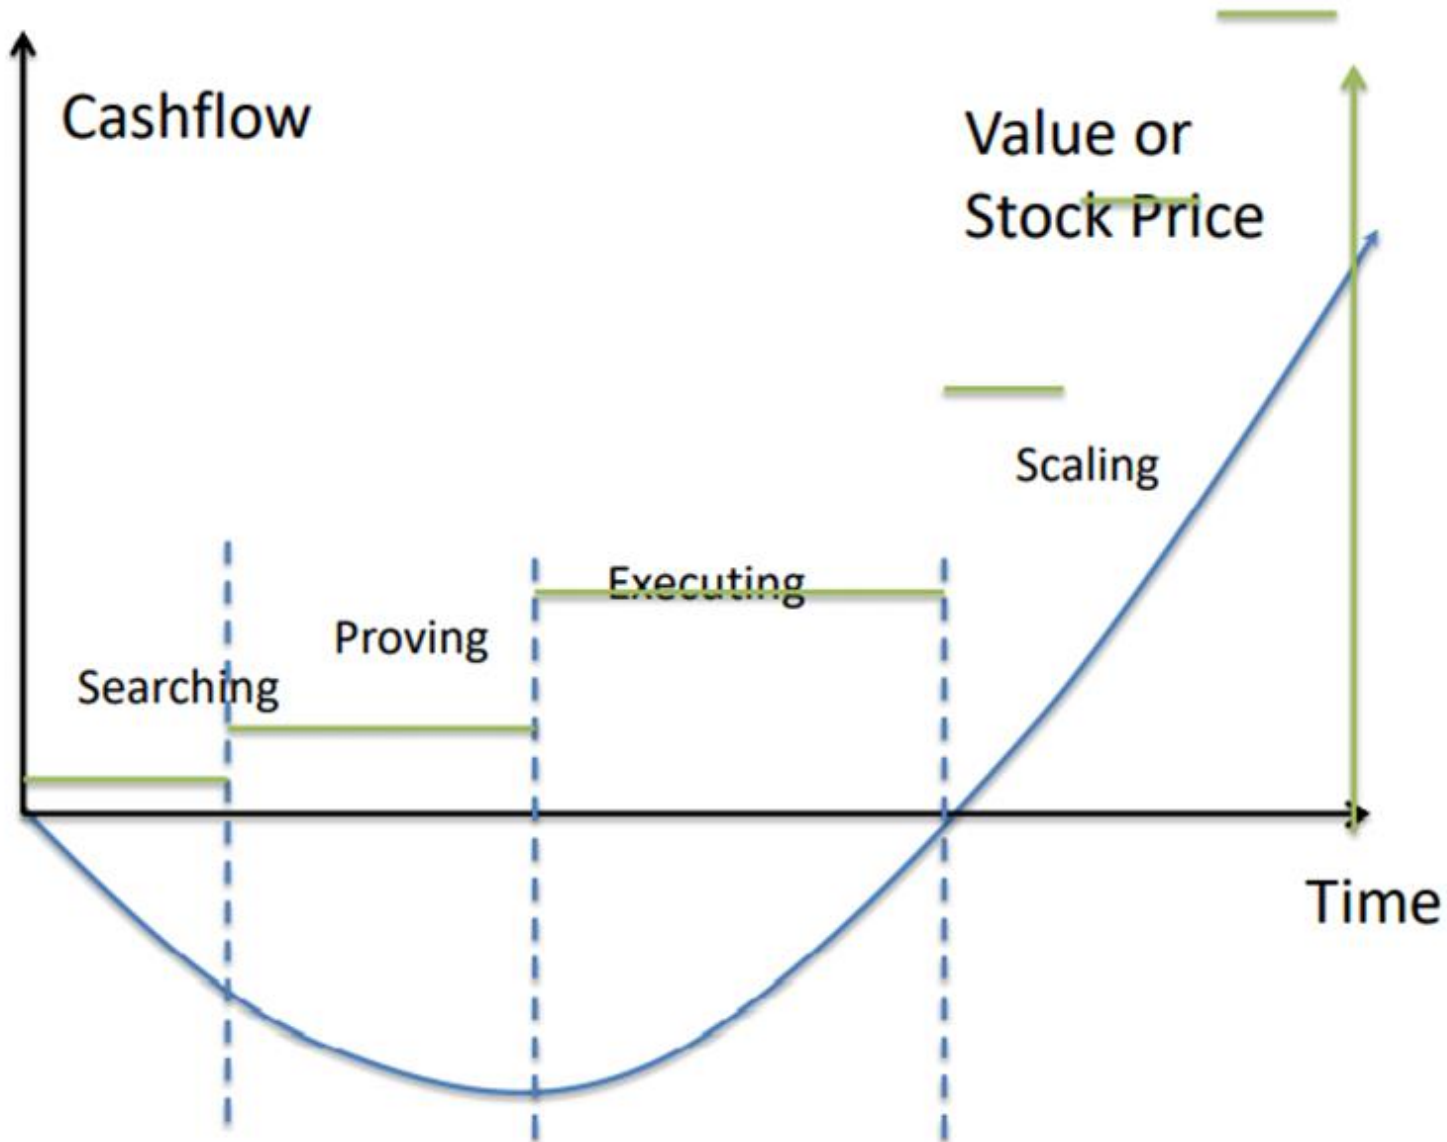 Cashflow
Value or
Stock Price
Scaling
Executing
Proving
Searching
Time